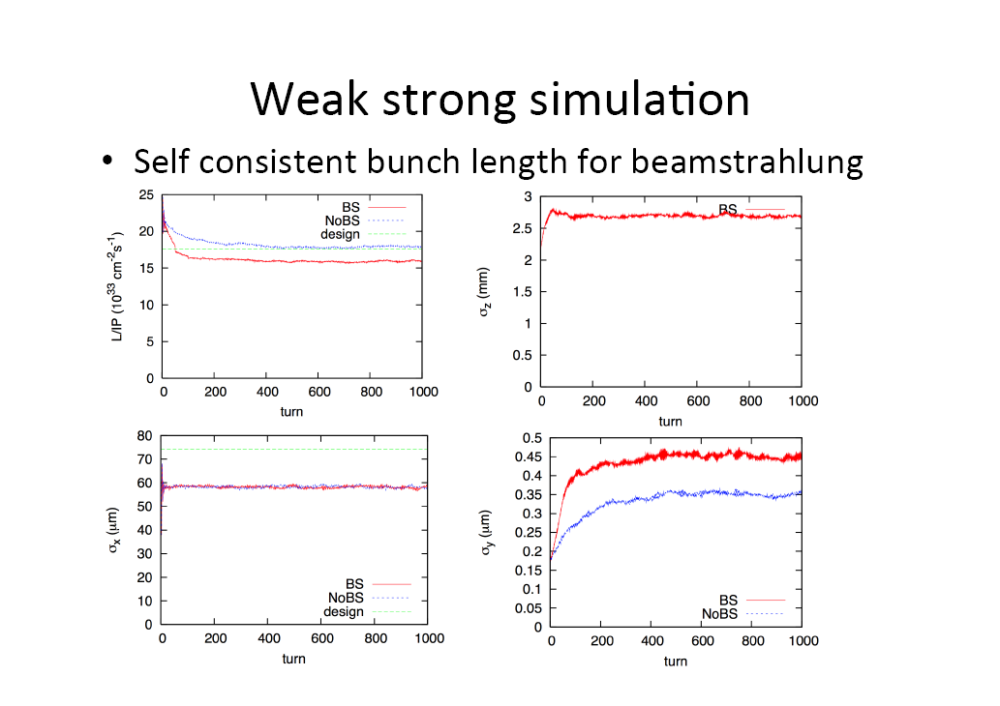 Weak strong simulation
• Self consistent bunch length for beamstrahlung
25
20
15
10
5
0
L/IP (10³³ cm⁻²s⁻¹)
BS
NoBS
design
0 200 400 600 800 1000
turn
3
2.5
2
1.5
1
0.5
0
σz (mm)
BS
0 200 400 600 800 1000
turn
80
70
60
50
40
30
20
10
0
σx (μm)
BS
NoBS
design
0 200 400 600 800 1000
turn
0.5
0.45
0.4
0.35
0.3
0.25
0.2
0.15
0.1
0.05
0
σy (μm)
BS
NoBS
0 200 400 600 800 1000
turn